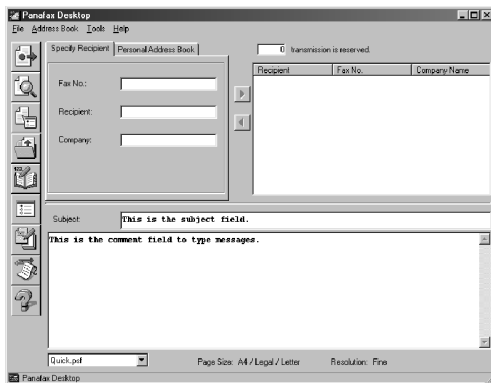 Panafax Desktop
File Address Book Tools Help
Specify Recipient Personal Address Book
0 transmission is reserved.
Recipient Fax No. Company Name
Fax No.:
Recipient:
Company:
Subject: This is the subject field.
This is the comment field to type messages.
Quick.psf Page Size: A4 / Legal / Letter Resolution: Fine
Panafax Desktop